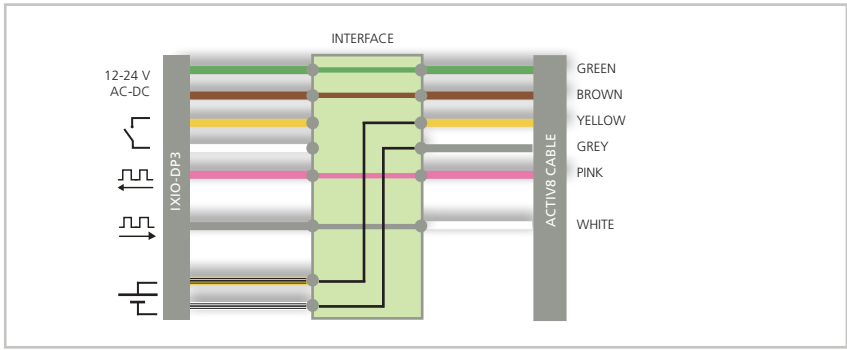 INTERFACE
12-24 V
AC-DC
IXIO-DP3
ACTIV8 CABLE
GREEN
BROWN
YELLOW
GREY
PINK
WHITE